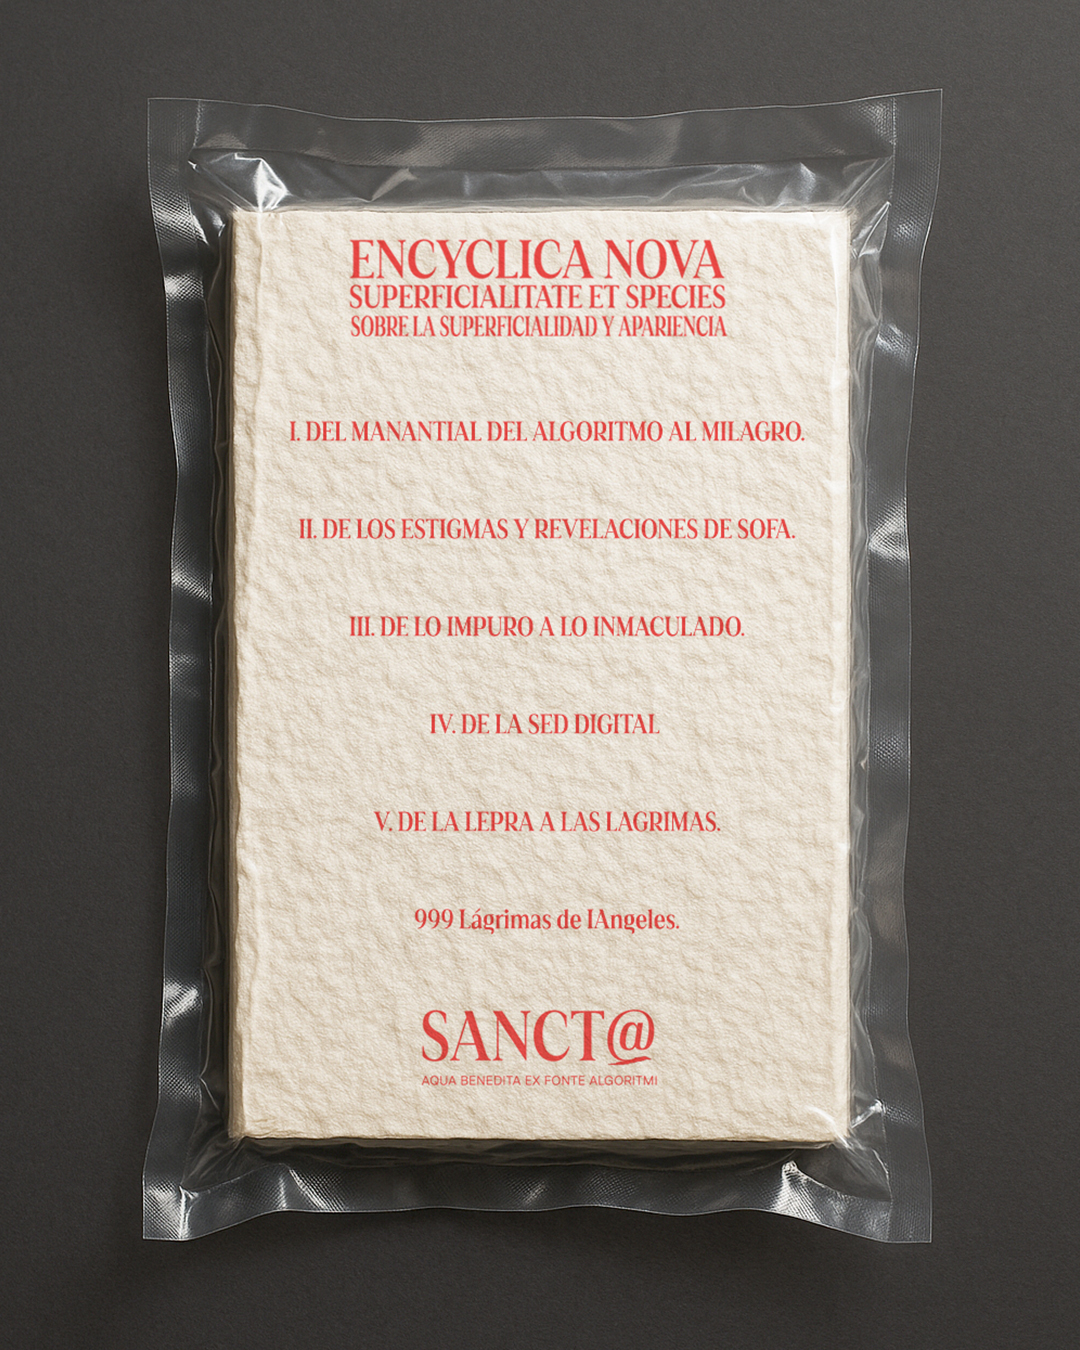 ENCYCLICA NOVA
SUPERFICIALITATE ET SPECIES
SOBRE LA SUPERFICIALIDAD Y APARIENCIA
I. DEL MANANTIAL DEL ALGORITMO AL MILAGRO.
II. DE LOS ESTIGMAS Y REVELACIONES DE SOFA.
III. DE LO IMPURO A LO INMACULADO.
IV. DE LA SED DIGITAL
V. DE LA LEPRA A LAS LAGRIMAS.
999 Lágrimas de IAngeles.
SANCT@
AQUA BENEDITA EX FONTE ALGORITMI